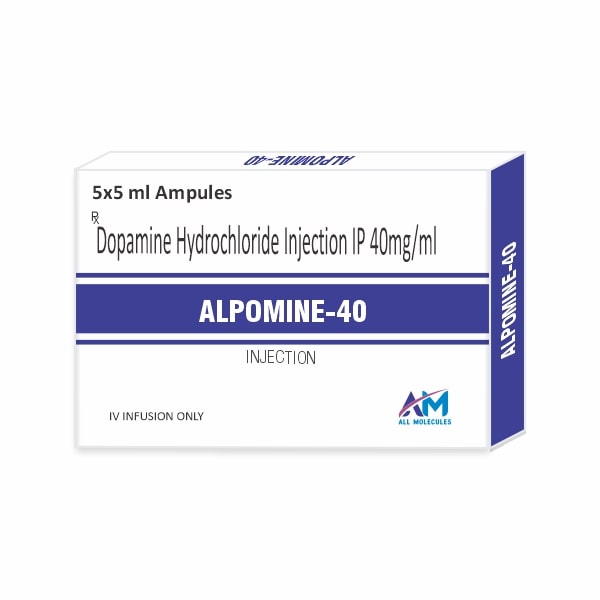 ALPOMINE-40
5x5 ml Ampules
Rx
Dopamine Hydrochloride Injection IP 40mg/ml
ALPOMINE-40
INJECTION
IV INFUSION ONLY
AM
ALL MOLECULES
ALPOMINE-40